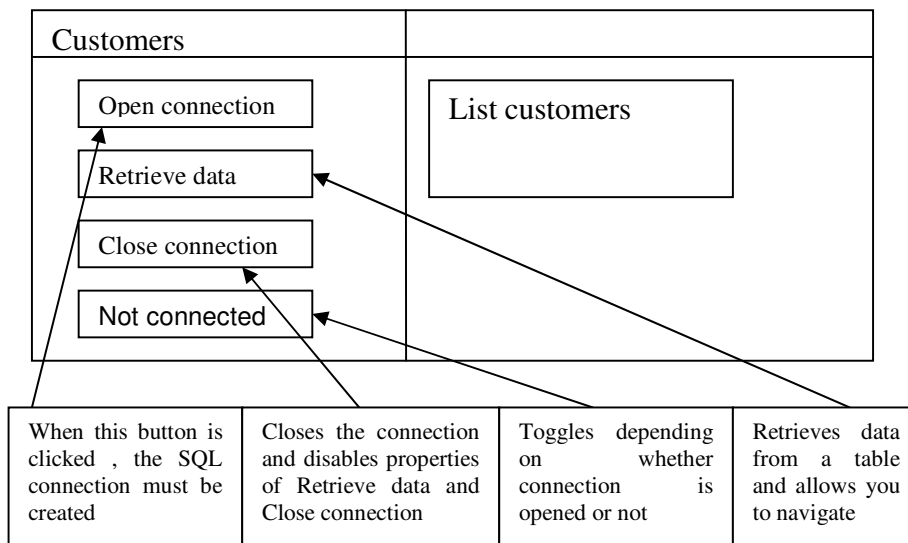 Customers
Open connection
List customers
Retrieve data
Close connection
Not connected
When this button is
clicked , the SQL
connection must be
created
Closes the connection
and disables properties
of Retrieve data and
Close connection
Toggles depending
on whether
connection is
opened or not
Retrieves data
from a table
and allows you
to navigate